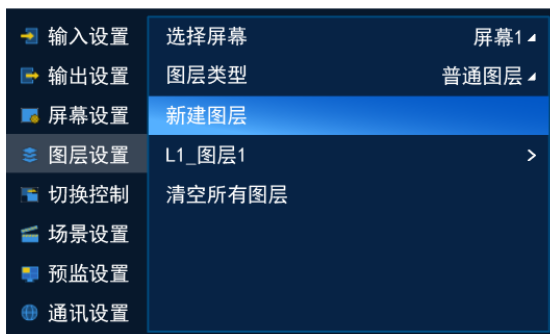 输入设置
输出设置
屏幕设置
图层设置
切换控制
场景设置
预监设置
通讯设置
选择屏幕 屏幕1
图层类型 普通图层
新建图层
L1_图层1 >
清空所有图层